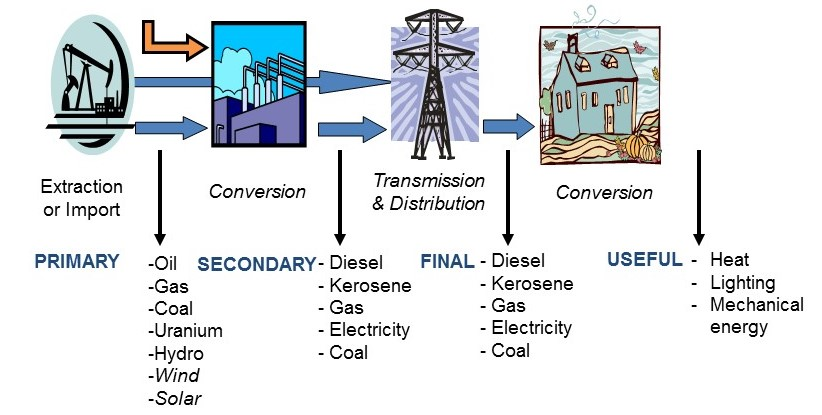 Extraction
or Import
Conversion
Transmission
& Distribution
Conversion
PRIMARY
-Oil
-Gas
-Coal
-Uranium
-Hydro
-Wind
-Solar
SECONDARY
- Diesel
- Kerosene
- Gas
- Electricity
- Coal
FINAL
- Diesel
- Kerosene
- Gas
- Electricity
- Coal
USEFUL
- Heat
- Lighting
- Mechanical
energy